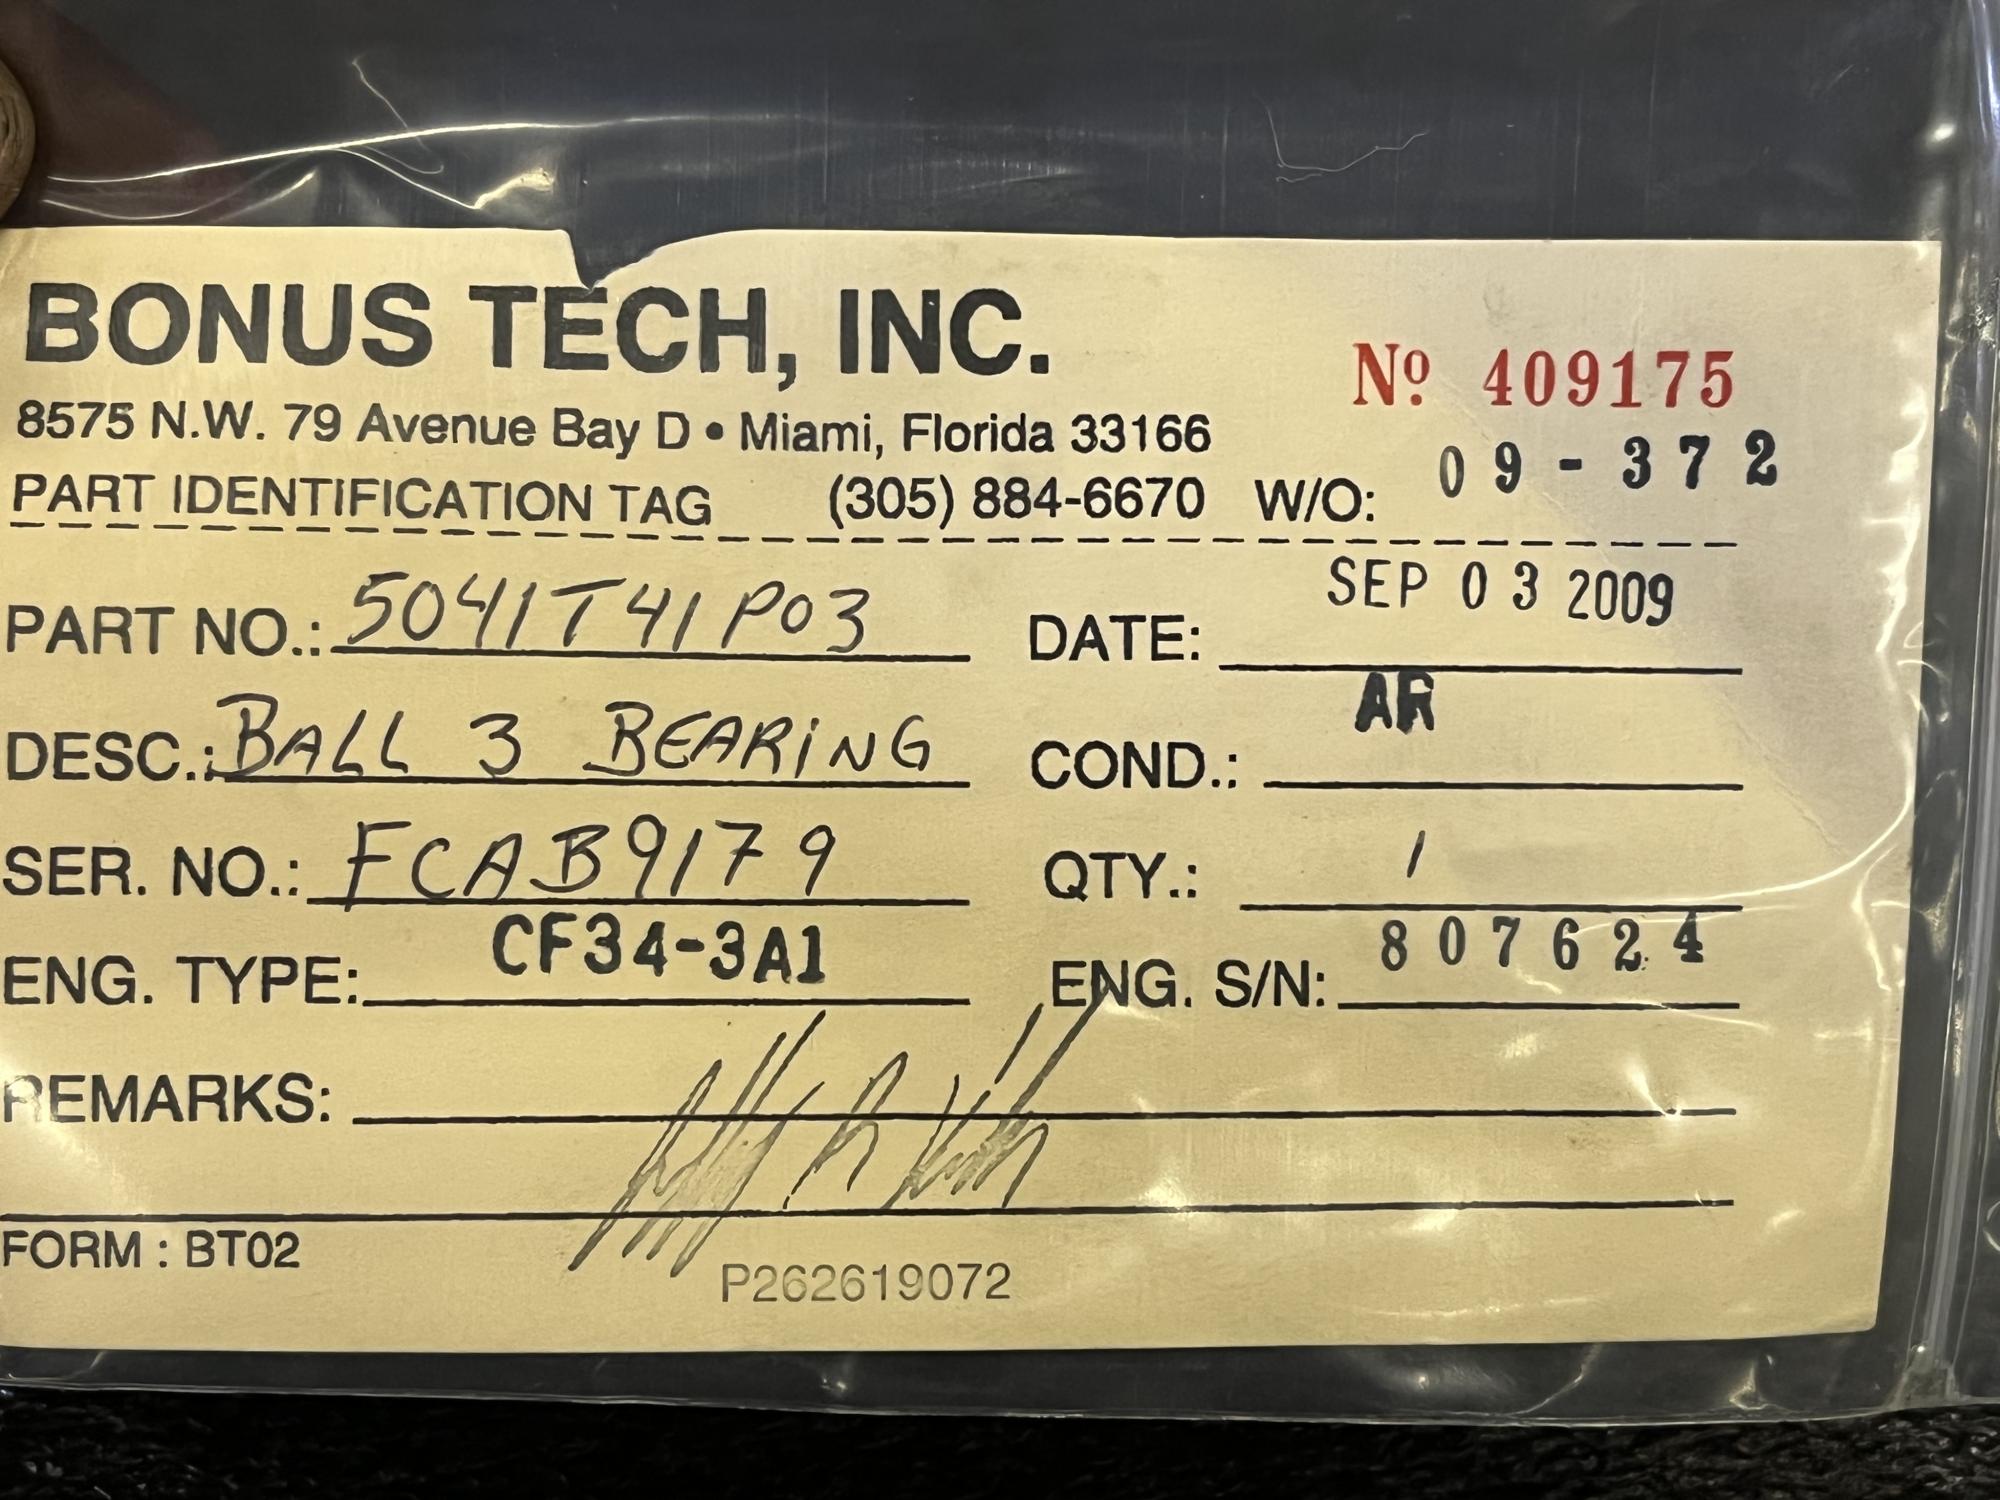 BONUS TECH, INC.
Nº 409175
8575 N.W. 79 Avenue Bay D • Miami, Florida 33166
PART IDENTIFICATION TAG (305) 884-6670 W/O: 09-372
PART NO.: 5041T41P03 DATE: SEP 03 2009
DESC.: BALL 3 BEARING COND.: AR
SER. NO.: FCAB9179 QTY.: 1
ENG. TYPE: CF34-3A1 ENG. S/N: 807624
REMARKS:
FORM : BT02
P262619072